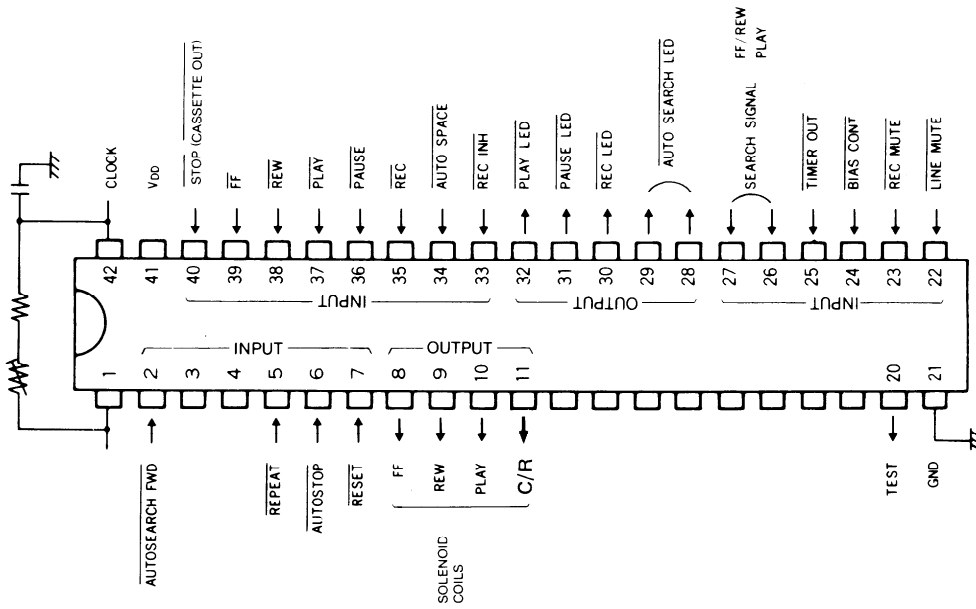 CLOCK
VDD
STOP (CASSETTE OUT)
FF
REW
PLAY
PAUSE
REC
AUTO SPACE
REC INH
PLAY LED
PAUSE LED
REC LED
AUTO SEARCH LED
SEARCH SIGNAL
FF/REW
PLAY
TIMER OUT
BIAS CONT
REC MUTE
LINE MUTE
42
41
40
39
38
37
36
35
34
33
32
31
30
29
28
27
26
25
24
23
22
INPUT
OUTPUT
INPUT
INPUT
OUTPUT
1
2
3
4
5
6
7
8
9
10
11
20
21
AUTOSEARCH FWD
REPEAT
AUTOSTOP
RESET
FF
REW
PLAY
C/R
TEST
GND
SOLENOID
COILS